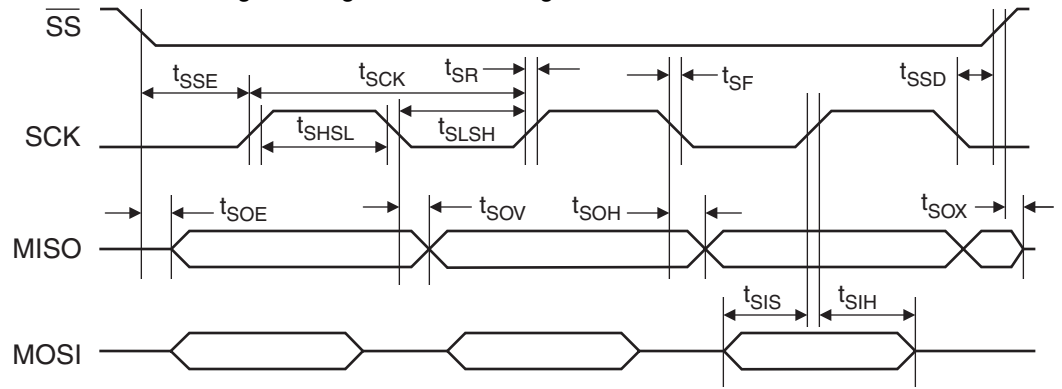 SS
tSSE
tSCK
tSR
tSF
tSSD
SCK
tSHSL
tSLSH
tSOE
tSOV
tSOH
tSOX
MISO
tSIS
tSIH
MOSI